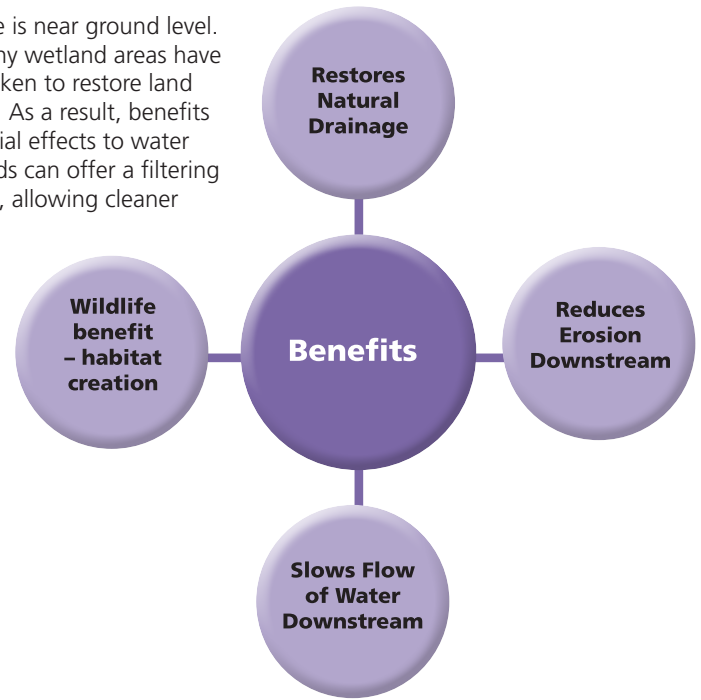 e is near ground level.
ny wetland areas have
ken to restore land
As a result, benefits
ial effects to water
ds can offer a filtering
, allowing cleaner
Restores
Natural
Drainage
Wildlife
benefit
– habitat
creation
Benefits
Reduces
Erosion
Downstream
Slows Flow
of Water
Downstream